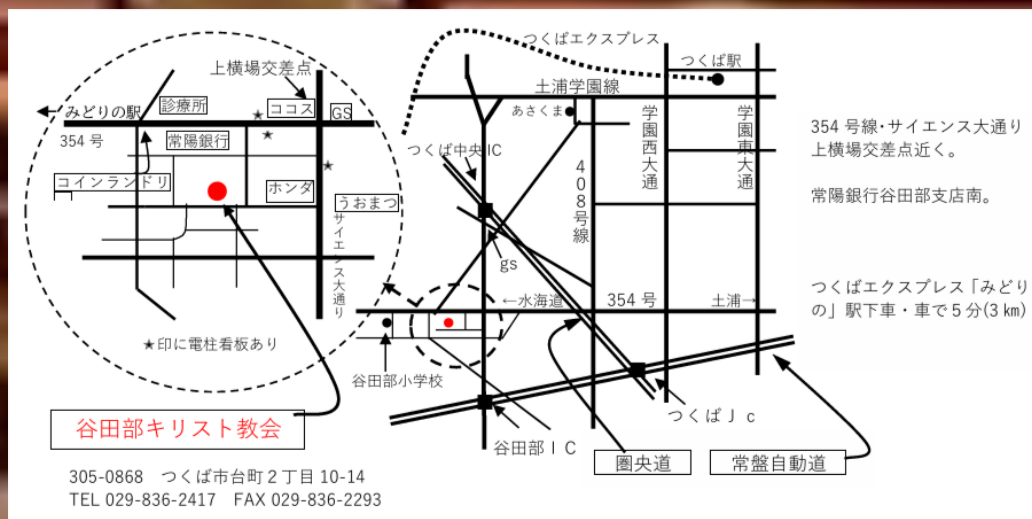 上横場交差点
みどりの駅
診療所
ココス
GS
354 号
常陽銀行
コインランドリ
ホンダ
うおまつ
サイエンス大通り
★印に電柱看板あり
谷田部キリスト教会
305-0868 つくば市台町2丁目10-14
TEL 029-836-2417 FAX 029-836-2293
つくばエクスプレス
つくば駅
土浦学園線
あさくま
つくば中央IC
学園西大通
学園東大通
408号線
gs
←水海道
354 号
土浦→
谷田部小学校
谷田部IC
つくばJc
圏央道
常盤自動道
354 号線・サイエンス大通り
上横場交差点近く。
常陽銀行谷田部支店南。
つくばエクスプレス「みどり
の」駅下車・車で5分(3 km)